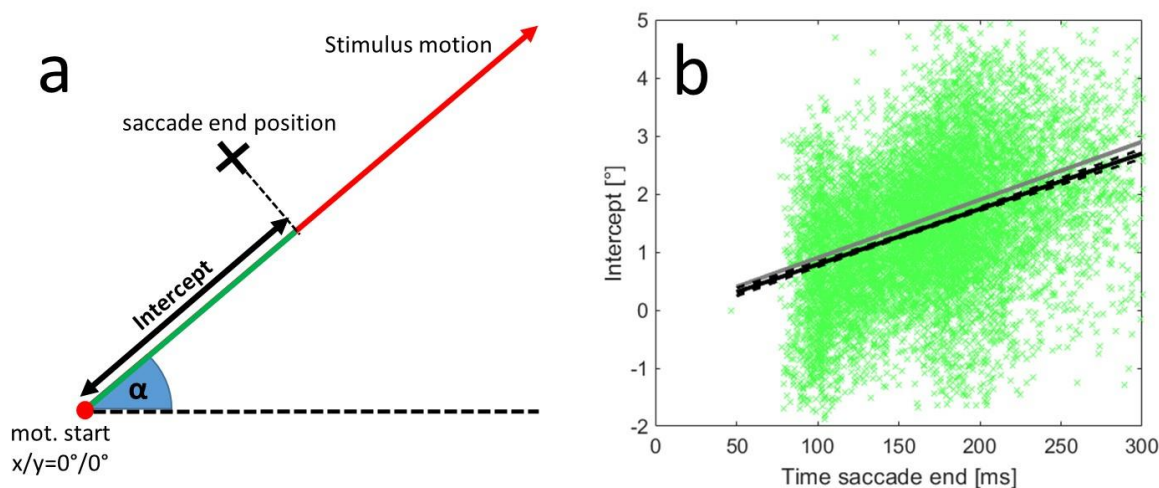 a
Stimulus motion
saccade end position
Intercept
α
mot. start
x/y=0°/0°
b
5
4
3
2
1
0
-1
-2
Intercept [°]
0 50 100 150 200 250 300
Time saccade end [ms]